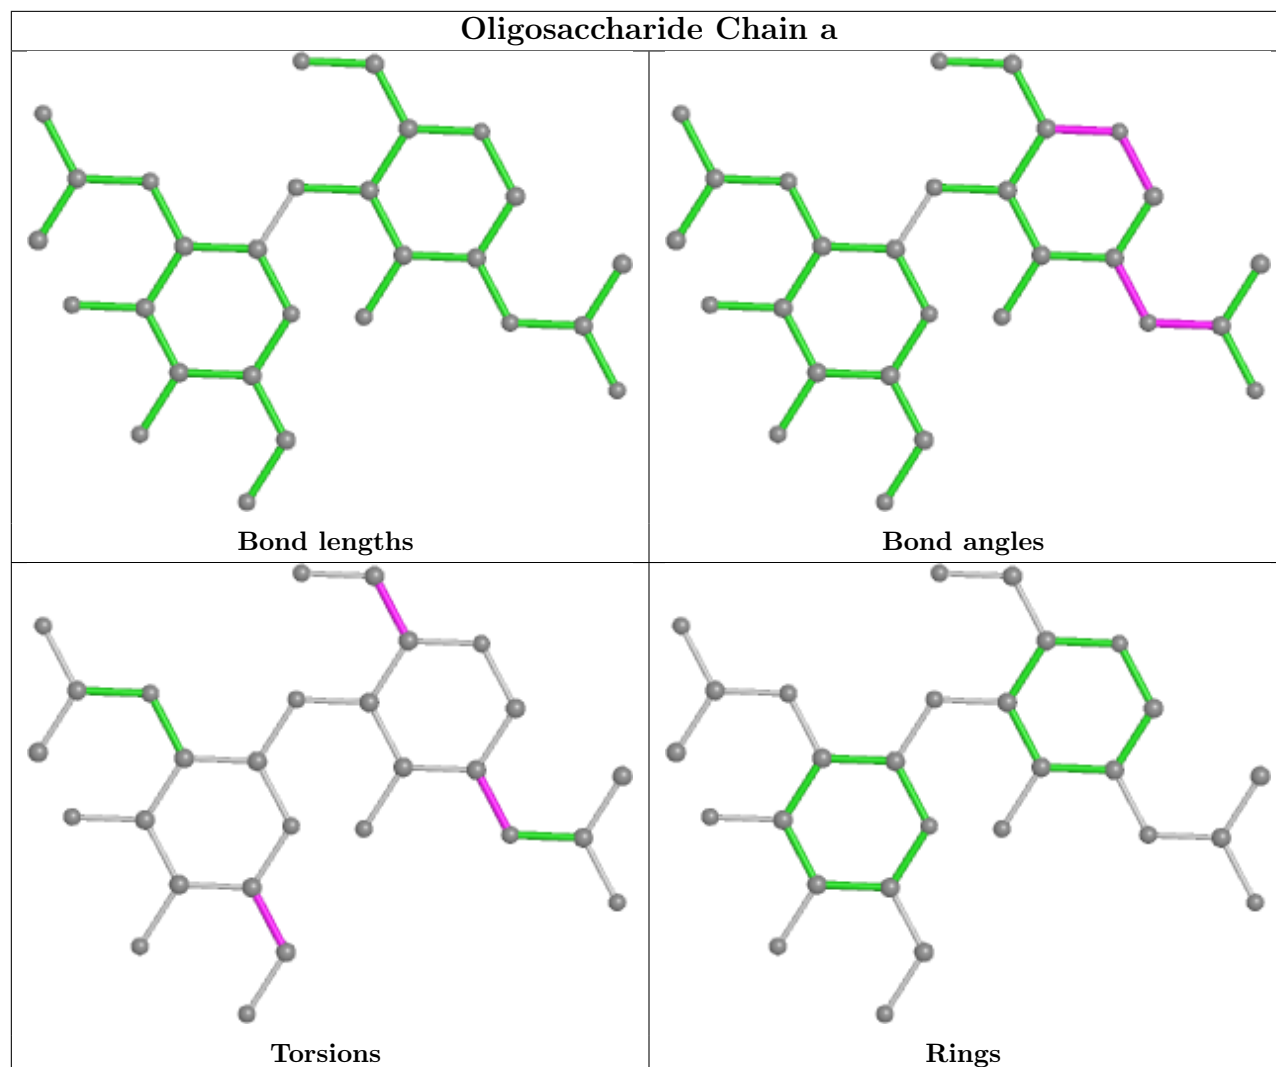 Oligosaccharide Chain a
Bond lengths
Bond angles
Torsions
Rings